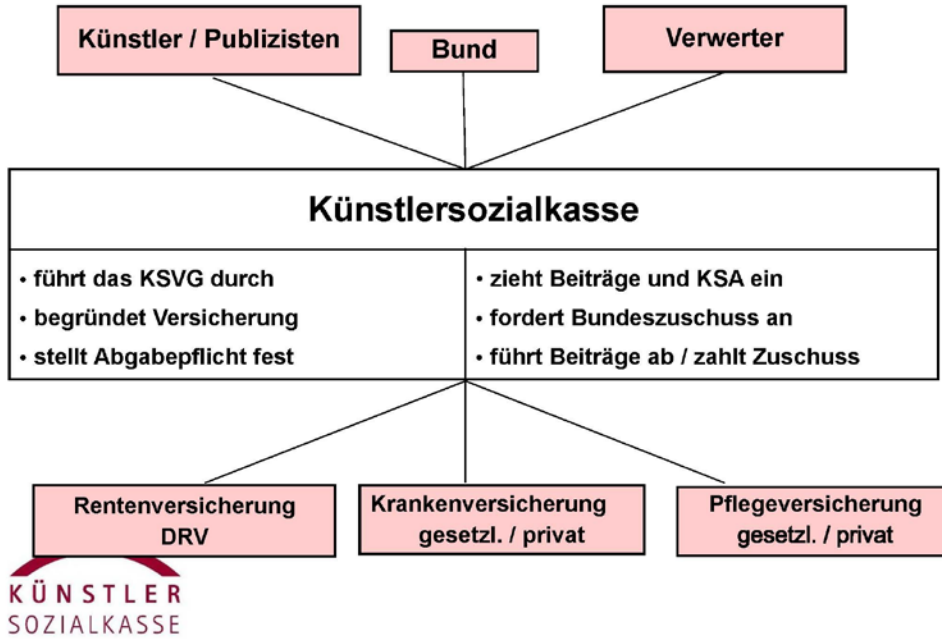 Künstler / Publizisten
Bund
Verwerter
Künstlersozialkasse
• führt das KSVG durch
• begründet Versicherung
• stellt Abgabepflicht fest
• zieht Beiträge und KSA ein
• fordert Bundeszuschuss an
• führt Beiträge ab / zahlt Zuschuss
Rentenversicherung
DRV
Krankenversicherung
gesetzl. / privat
Pflegeversicherung
gesetzl. / privat
KÜNSTLER
SOZIALKASSE